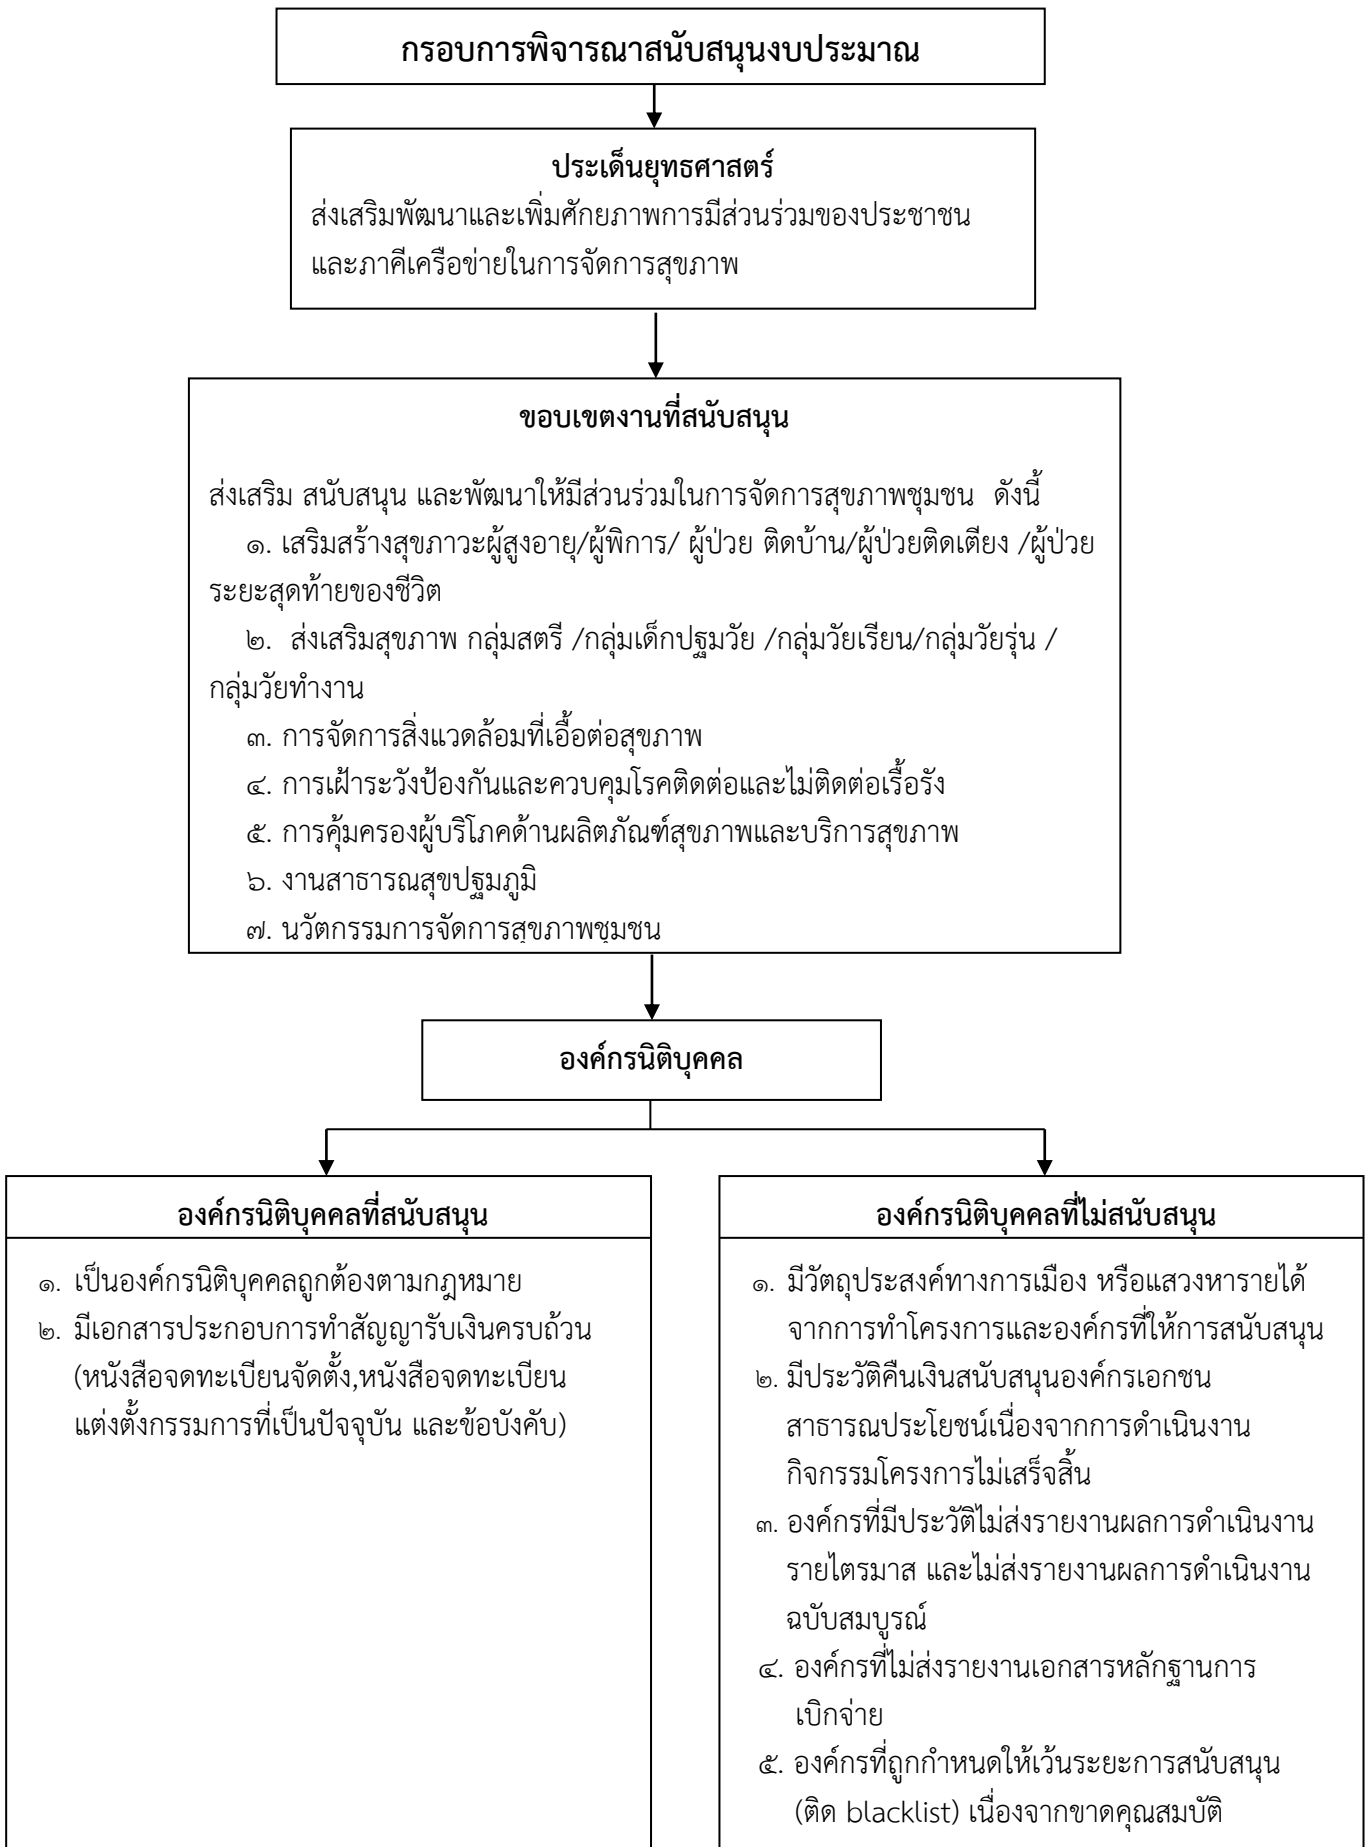 กรอบการพิจารณาสนับสนุนงบประมาณ
ประเด็นยุทธศาสตร์
ส่งเสริมพัฒนาและเพิ่มศักยภาพการมีส่วนร่วมของประชาชน
และภาคีเครือข่ายในการจัดการสุขภาพ
ขอบเขตงานที่สนับสนุน
ส่งเสริม สนับสนุน และพัฒนาให้มีส่วนร่วมในการจัดการสุขภาพชุมชน ดังนี้
๑. เสริมสร้างสุขภาวะผู้สูงอายุ/ผู้พิการ/ ผู้ป่วย ติดบ้าน/ผู้ป่วยติดเตียง /ผู้ป่วย
ระยะสุดท้ายของชีวิต
๒. ส่งเสริมสุขภาพ กลุ่มสตรี /กลุ่มเด็กปฐมวัย /กลุ่มวัยเรียน/กลุ่มวัยรุ่น /
กลุ่มวัยทำงาน
๓. การจัดการสิ่งแวดล้อมที่เอื้อต่อสุขภาพ
๔. การเฝ้าระวังป้องกันและควบคุมโรคติดต่อและไม่ติดต่อเรื้อรัง
๕. การคุ้มครองผู้บริโภคด้านผลิตภัณฑ์สุขภาพและบริการสุขภาพ
๖. งานสาธารณสุขปฐมภูมิ
๗. นวัตกรรมการจัดการสุขภาพชุมชน
องค์กรนิติบุคคล
องค์กรนิติบุคคลที่สนับสนุน
๑. เป็นองค์กรนิติบุคคลถูกต้องตามกฎหมาย
๒. มีเอกสารประกอบการทำสัญญารับเงินครบถ้วน
(หนังสือจดทะเบียนจัดตั้ง,หนังสือจดทะเบียน
แต่งตั้งกรรมการที่เป็นปัจจุบัน และข้อบังคับ)
องค์กรนิติบุคคลที่ไม่สนับสนุน
๑. มีวัตถุประสงค์ทางการเมือง หรือแสวงหารายได้
จากการทำโครงการและองค์กรที่ให้การสนับสนุน
๒. มีประวัติคืนเงินสนับสนุนองค์กรเอกชน
สาธารณประโยชน์เนื่องจากการดำเนินงาน
กิจกรรมโครงการไม่เสร็จสิ้น
๓. องค์กรที่มีประวัติไม่ส่งรายงานผลการดำเนินงาน
รายไตรมาส และไม่ส่งรายงานผลการดำเนินงาน
ฉบับสมบูรณ์
๔. องค์กรที่ไม่ส่งรายงานเอกสารหลักฐานการ
เบิกจ่าย
๕. องค์กรที่ถูกกำหนดให้เว้นระยะการสนับสนุน
(ติด blacklist) เนื่องจากขาดคุณสมบัติ